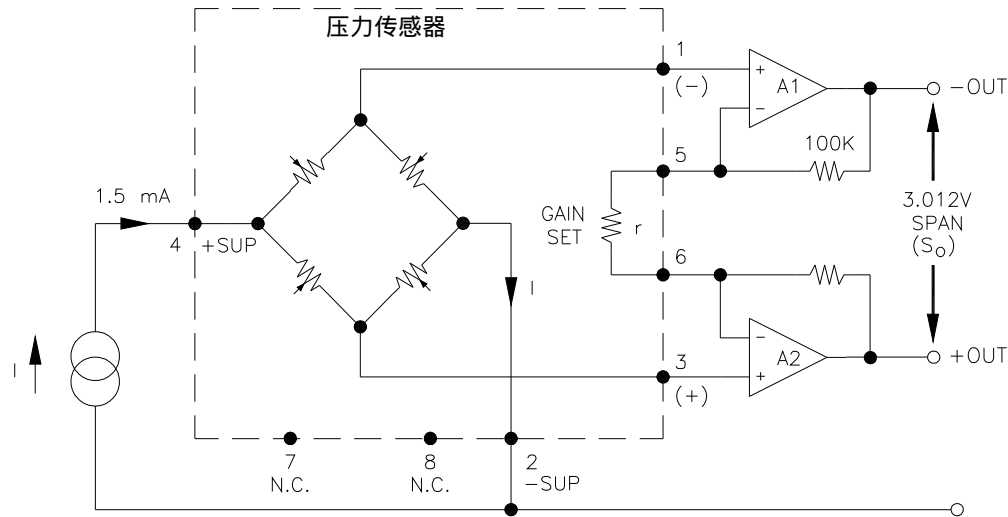 压力传感器
1
(-)
A1
+
-
-OUT
100K
5
1.5 mA
4
+SUP
GAIN
SET
r
3.012V
SPAN
(So)
6
I
I
-
+
A2
+OUT
3
(+)
7
N.C.
8
N.C.
2
-SUP